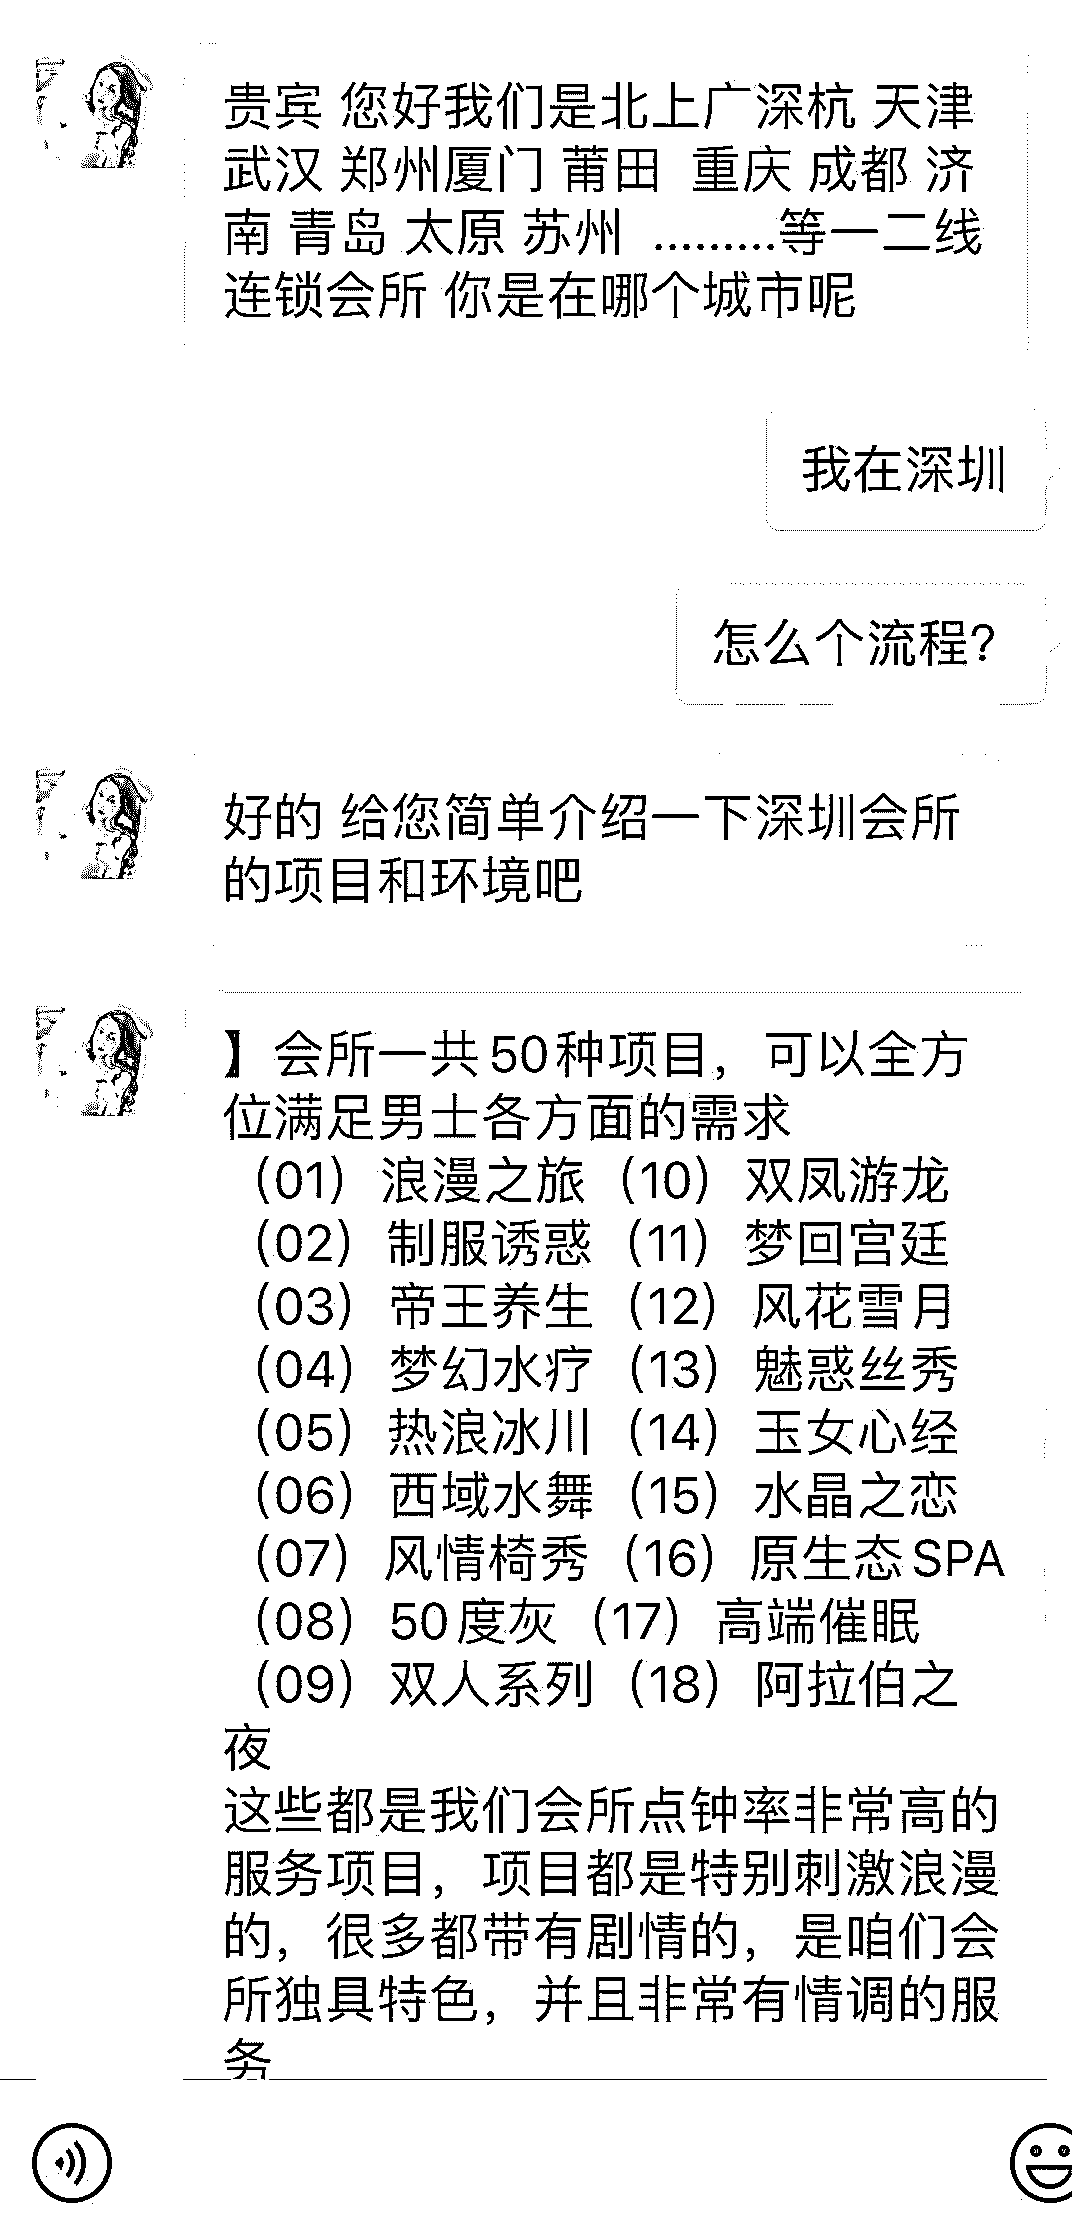 贵宾 您好我们是北上广深杭 天津
武汉 郑州厦门 莆田 重庆 成都 济
南 青岛 太原 苏州 .........等一二线
连锁会所 你是在哪个城市呢
我在深圳
怎么个流程?
好的 给您简单介绍一下深圳会所
的项目和环境吧
】会所一共50种项目，可以全方
位满足男士各方面的需求
（01）浪漫之旅（10）双凤游龙
（02）制服诱惑（11）梦回宫廷
（03）帝王养生（12）风花雪月
（04）梦幻水疗（13）魅惑丝秀
（05）热浪冰川（14）玉女心经
（06）西域水舞（15）水晶之恋
（07）风情椅秀（16）原生态SPA
（08）50度灰（17）高端催眠
（09）双人系列（18）阿拉伯之
夜
这些都是我们会所点钟率非常高的
服务项目，项目都是特别刺激浪漫
的，很多都带有剧情的，是咱们会
所独具特色，并且非常有情调的服
务